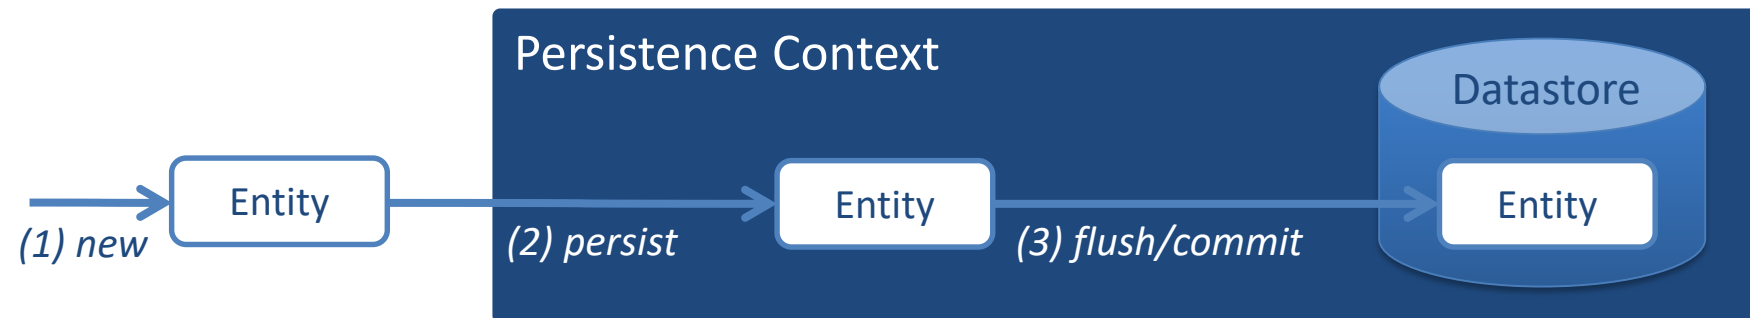 Persistence Context
Datastore
Entity
Entity
Entity
(1) new
(2) persist
(3) flush/commit